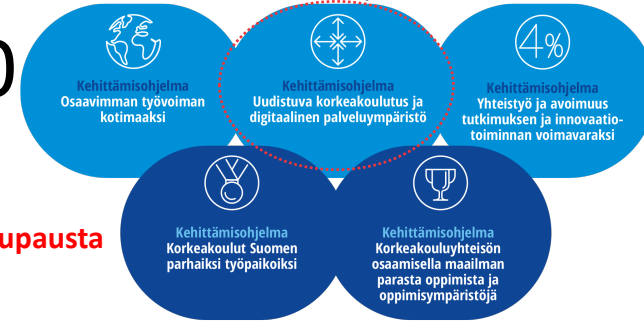 4%
Kehittämisohjelma
Osaavimman työvoiman
kotimaaksi
Kehittämisohjelma
Uudistuva korkeakoulutus ja
digitaalinen palveluympäristö
Kehittämisohjelma
Yhteistyö ja avoimuus
tutkimuksen ja innovaatio-
toiminnan voimavaraksi
upausta
Kehittämisohjelma
Korkeakoulut Suomen
parhaiksi työpaikoiksi
Kehittämisohjelma
Korkeakouluyhteisön
osaamisella maailman
parasta oppimista ja
oppimisympäristöjä